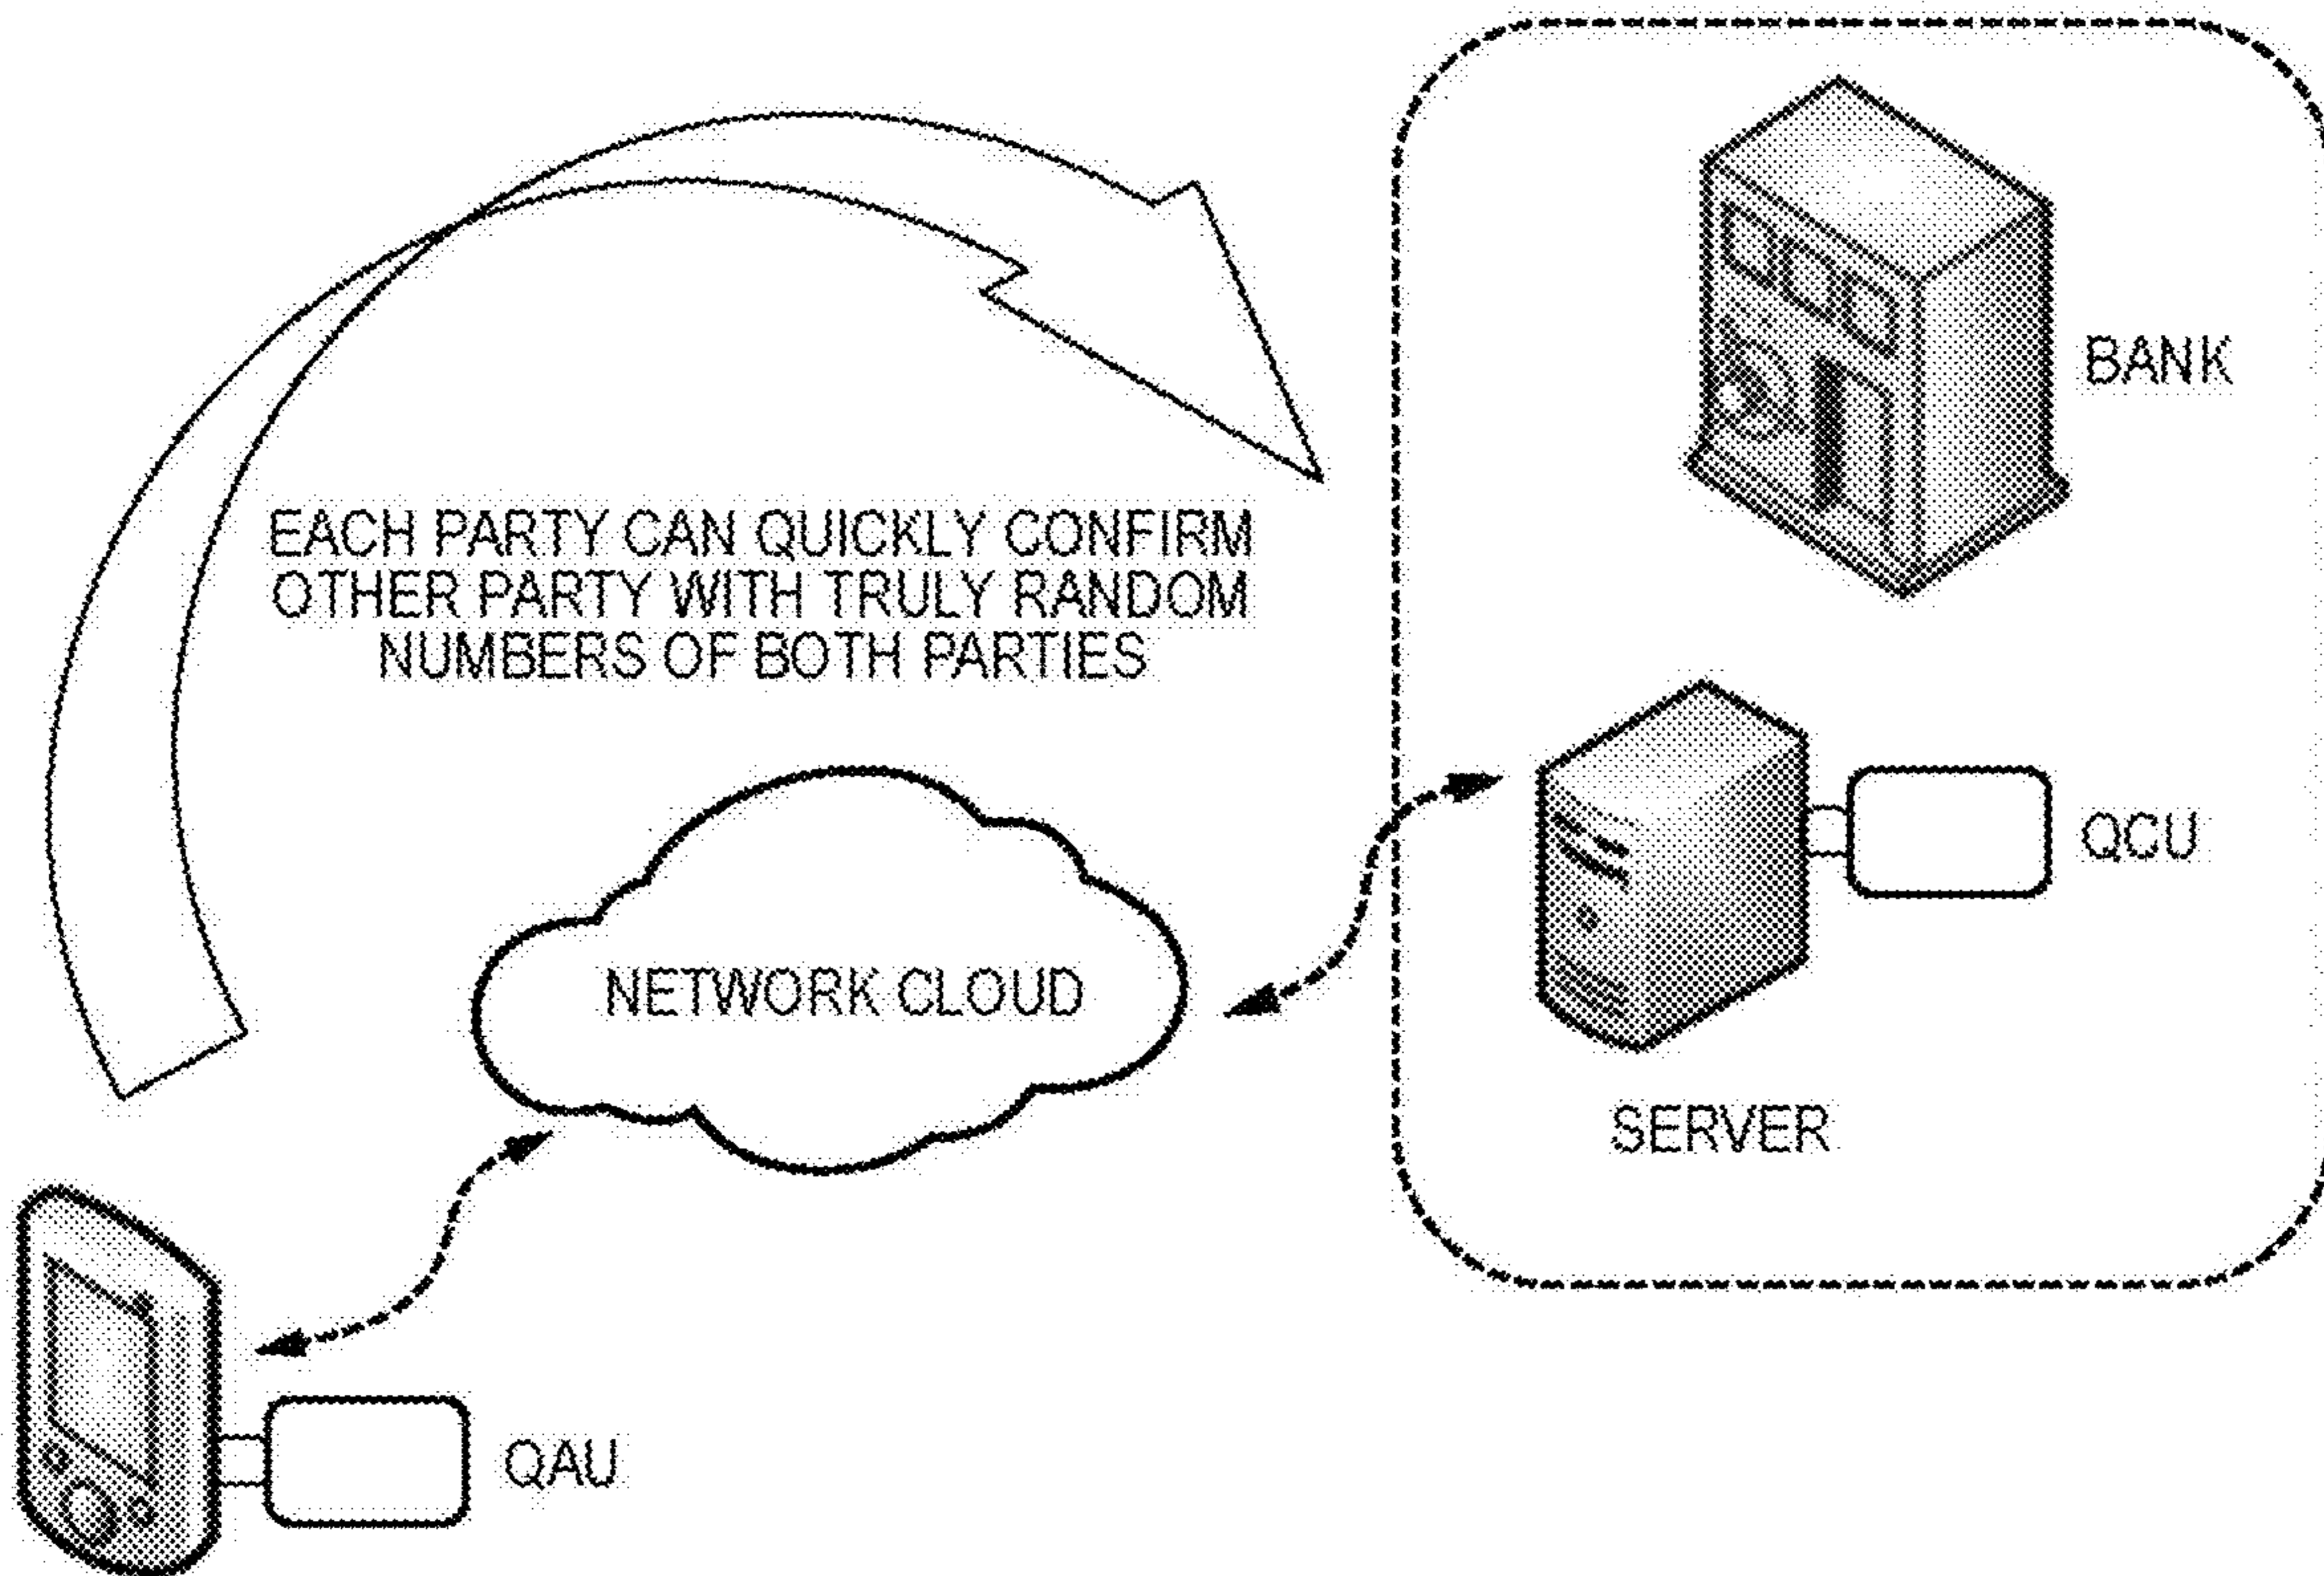 BANK
EACH PARTY CAN QUICKLY CONFIRM
OTHER PARTY WITH TRULY RANDOM
NUMBERS OF BOTH PARTIES
QCU
NETWORK CLOUD
SERVER
QAU